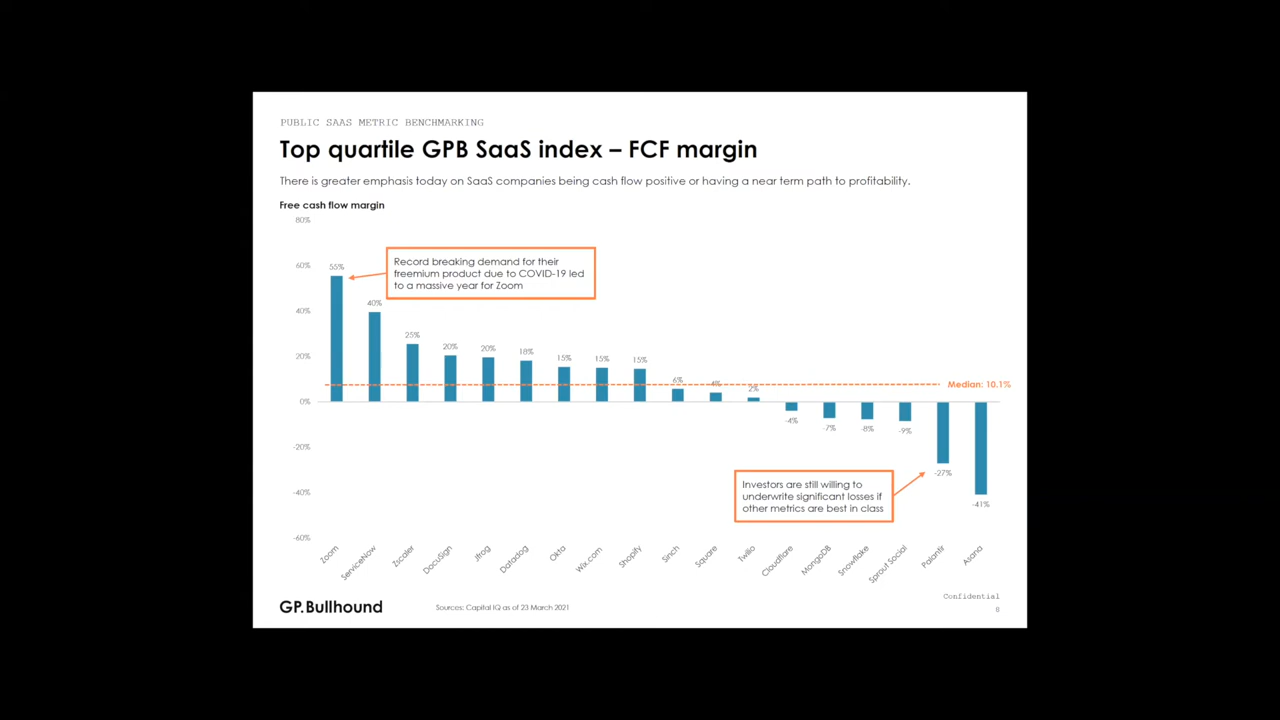 PUBLIC SAAS METRIC BENCHMARKING
Top quartile GPB SaaS index – FCF margin
There is greater emphasis today on SaaS companies being cash flow positive or having a near term path to profitability.
Free cash flow margin
80%
60%
40%
20%
0%
-20%
-40%
-60%
55%
40%
25%
20%
20%
18%
15%
15%
15%
6%
4%
2%
-4%
-7%
-8%
-9%
-27%
-41%
Record breaking demand for their
freemium product due to COVID-19 led
to a massive year for Zoom
Median: 10.1%
Investors are still willing to
underwrite significant losses if
other metrics are best in class
Zoom
ServiceNow
Zscaler
DocuSign
Jfrog
Datadog
Okta
Wix.com
Shopify
Sinch
Square
Twilio
Cloudflare
MongoDB
Snowflake
Sprout Social
Palantir
Asana
GP.Bullhound
Sources: Capital IQ as of 23 March 2021
Confidential
8